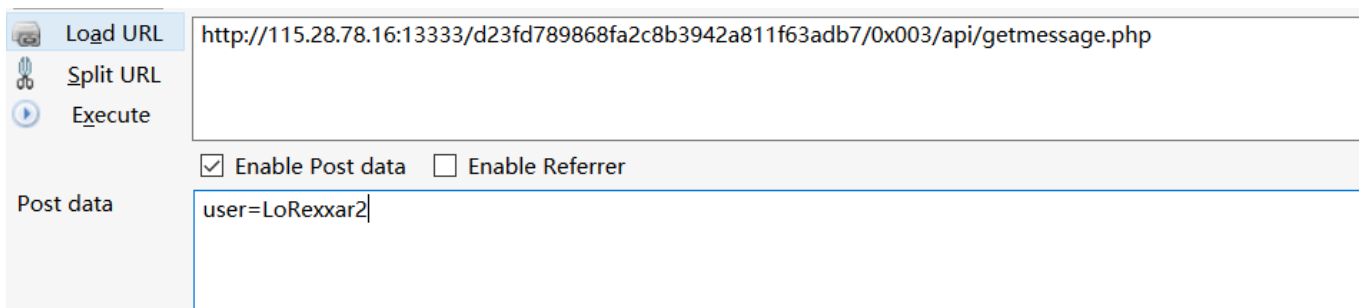 Load URL
http://115.28.78.16:13333/d23fd789868fa2c8b3942a811f63adb7/0x003/api/getmessage.php
Split URL
Execute
Enable Post data Enable Referrer
Post data
user=LoRexxar2